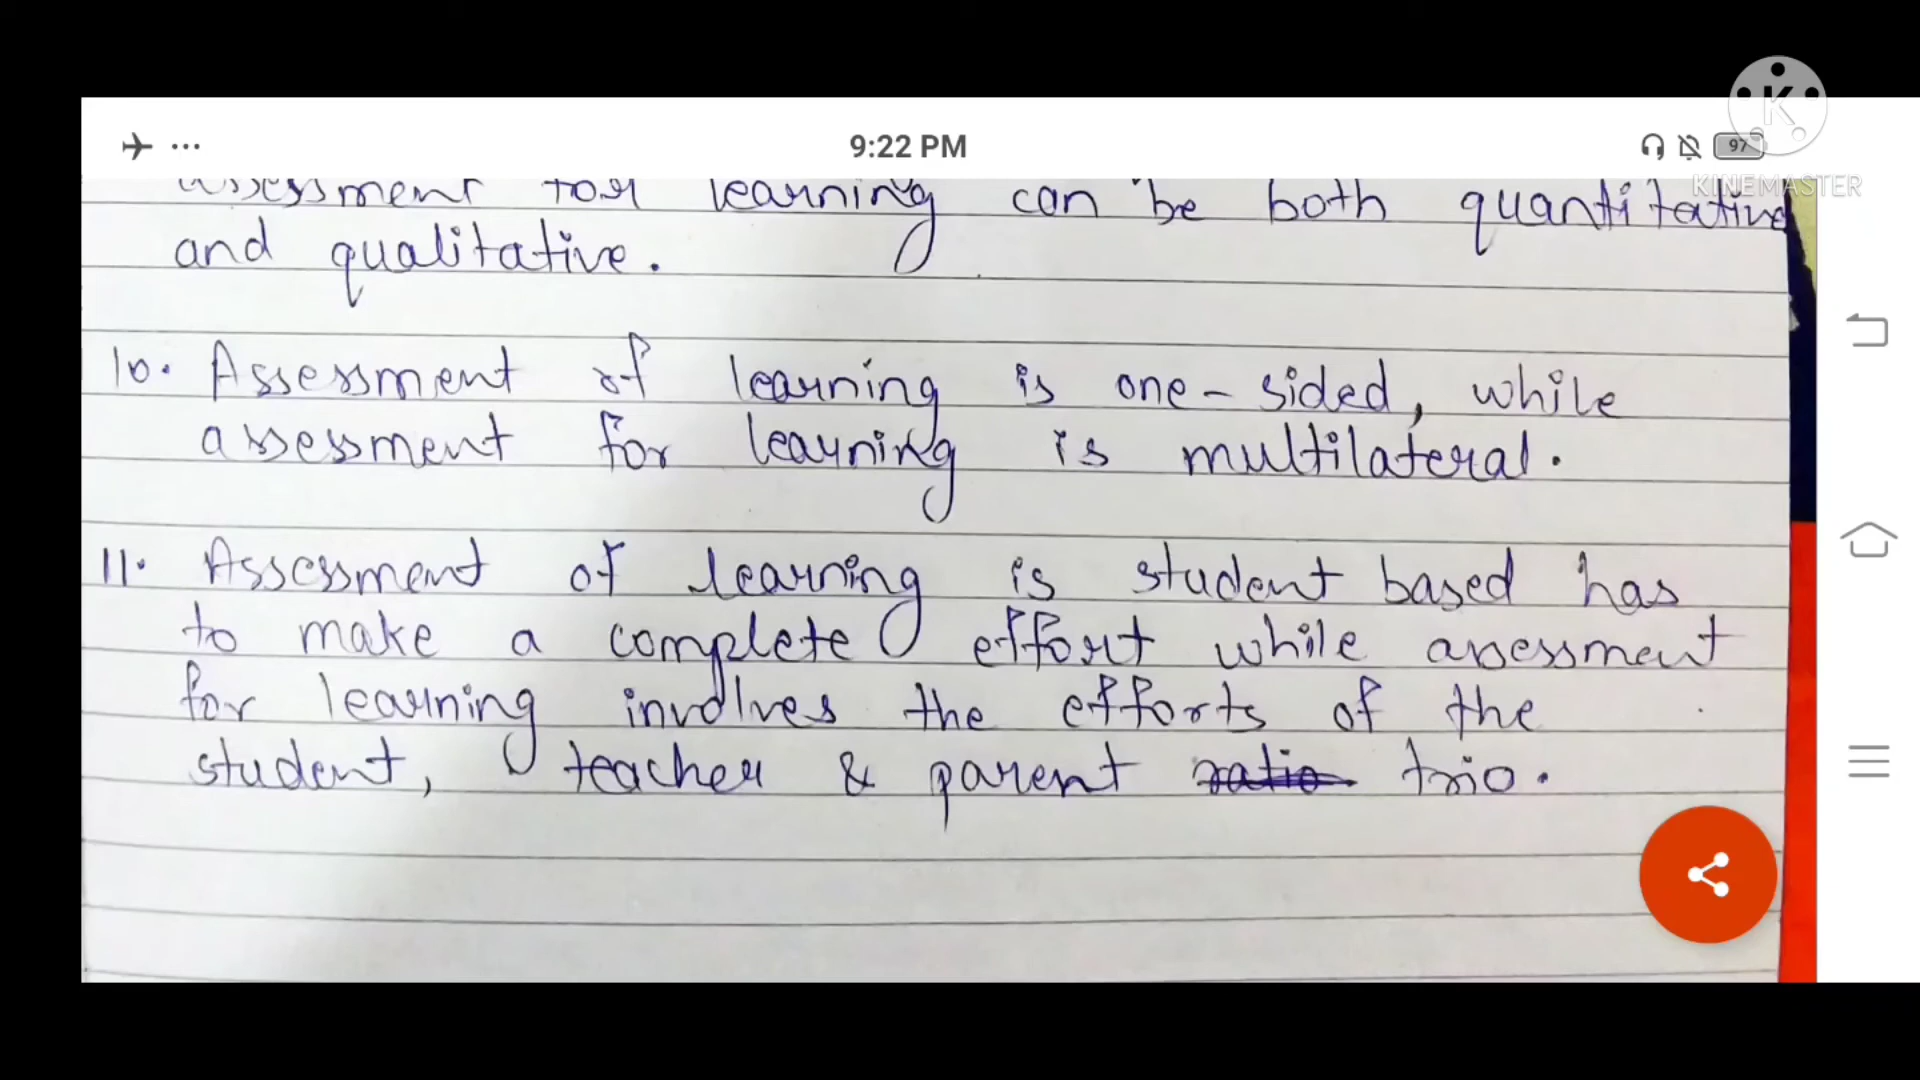 9:22 PM
97
KINEMASTER
assessment for learning can be both quantitative
and qualitative.
10. Assessment of learning is one-sided, while
assessment for learning is multilateral.
11. Assessment of learning is student based has
to make a complete effort while assessment
for learning involves the efforts of the
student, teacher & parent ratio trio.